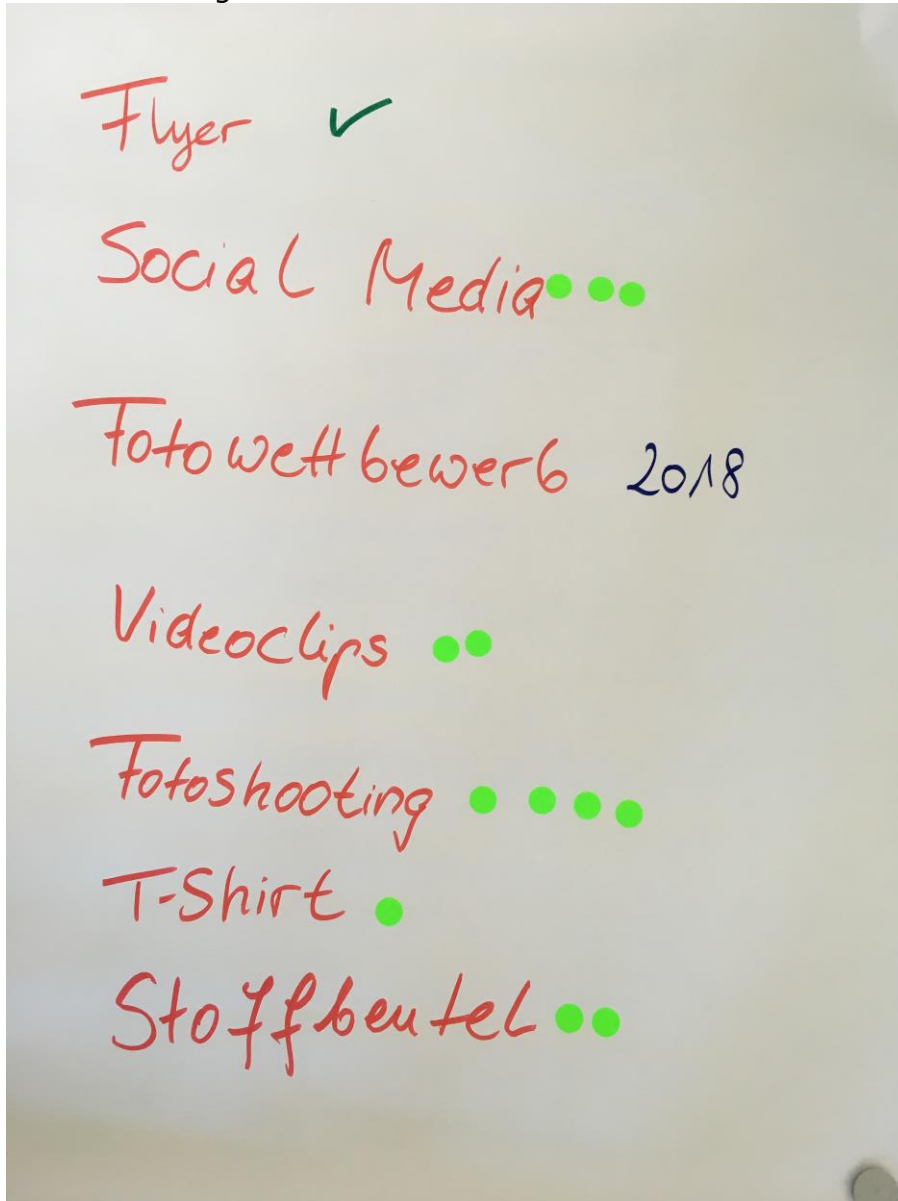 Flyer ✓
Social Media
Fotowettbewerb 2018
Videoclips
Fotoshooting
T-Shirt
Stoffbeutel